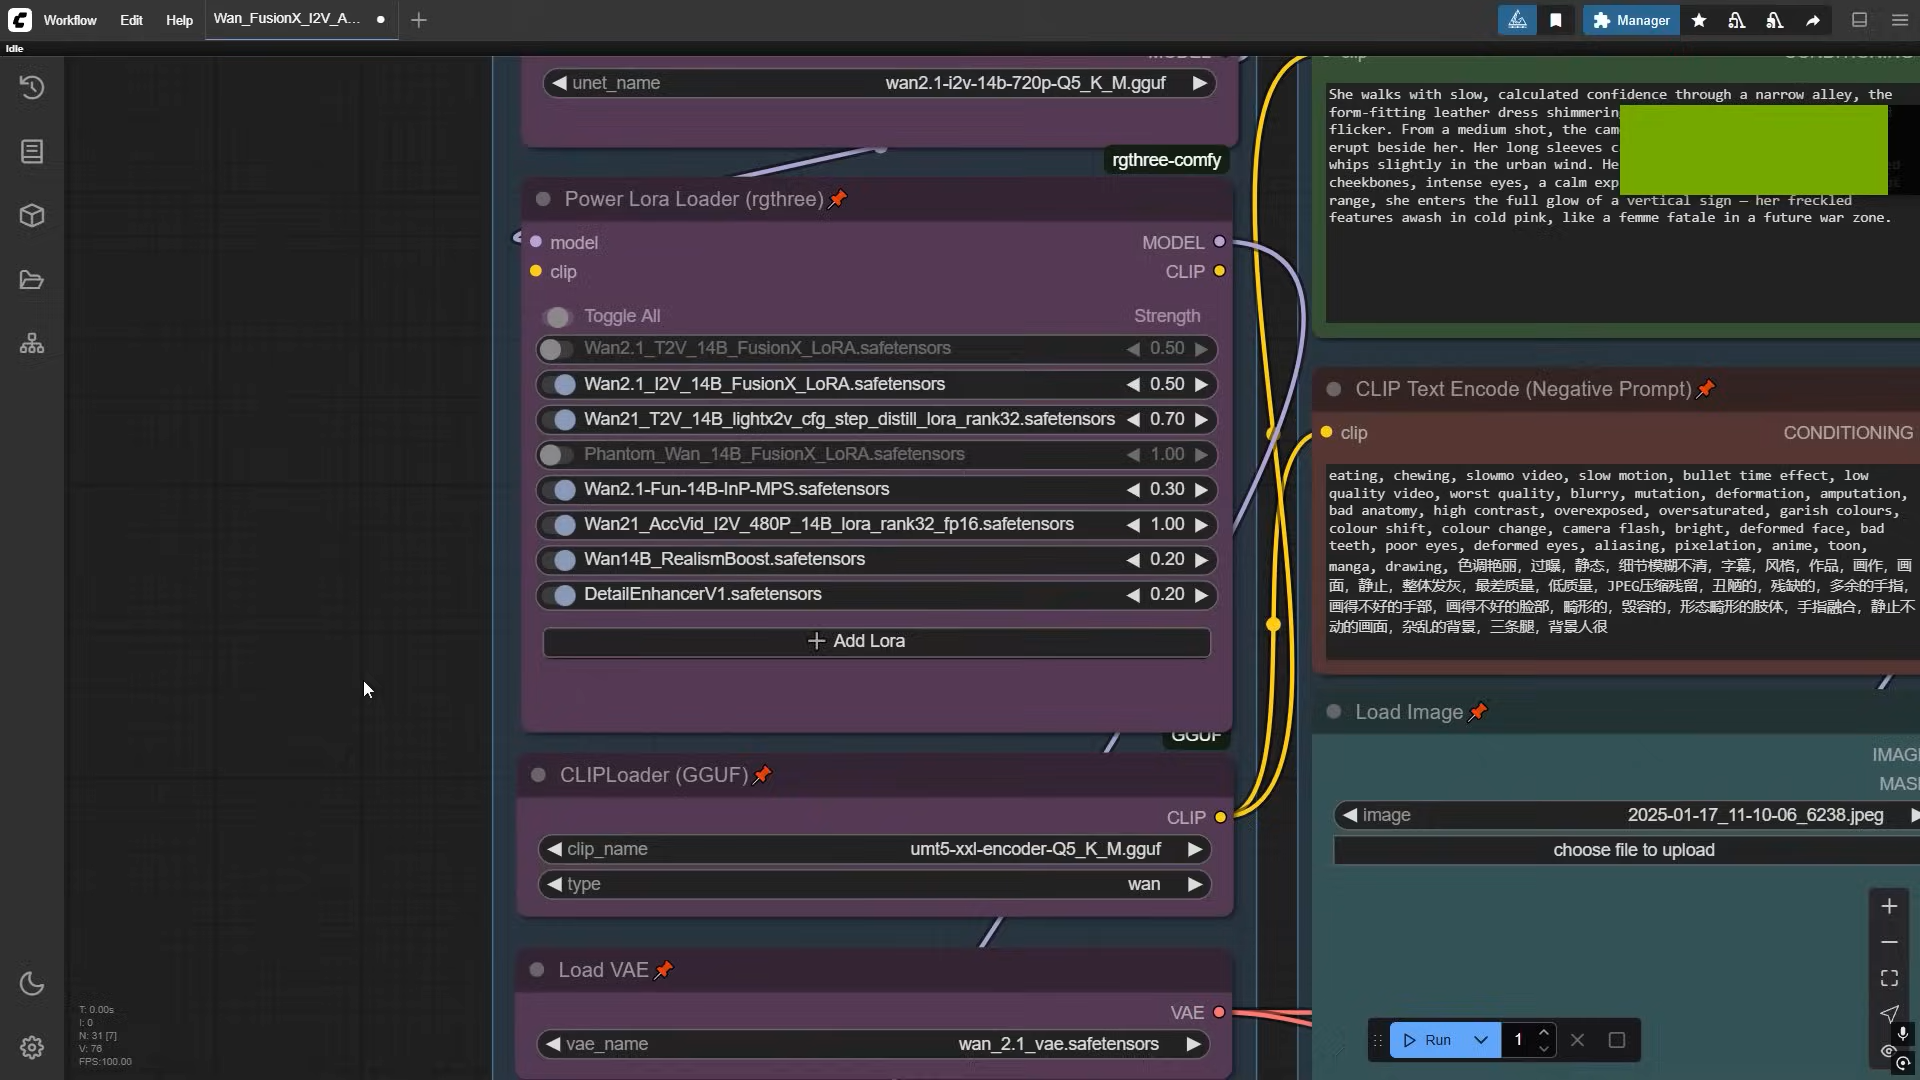 Workflow Edit Help Wan_FusionX_I2V_A...
Manager
Idle
MODEL
unet_name wan2.1-i2v-14b-720p-Q5_K_M.gguf
rgthree-comfy
Power Lora Loader (rgthree)
model MODEL
clip CLIP
Toggle All Strength
Wan2.1_T2V_14B_FusionX_LoRA.safetensors 0.50
Wan2.1_I2V_14B_FusionX_LoRA.safetensors 0.50
Wan21_T2V_14B_lightx2v_cfg_step_distill_lora_rank32.safetensors 0.70
Phantom_Wan_14B_FusionX_LoRA.safetensors 1.00
Wan2.1-Fun-14B-InP-MPS.safetensors 0.30
Wan21_AccVid_I2V_480P_14B_lora_rank32_fp16.safetensors 1.00
Wan14B_RealismBoost.safetensors 0.20
DetailEnhancerV1.safetensors 0.20
Add Lora
GGUF
CLIPLoader (GGUF)
CLIP
clip_name umt5-xxl-encoder-Q5_K_M.gguf
type wan
Load VAE
VAE
vae_name wan_2.1_vae.safetensors
clip CONDITIONING
She walks with slow, calculated confidence through a narrow alley, the
form-fitting leather dress shimmerin
flicker. From a medium shot, the cam
erupt beside her. Her long sleeves c
whips slightly in the urban wind. He
cheekbones, intense eyes, a calm exp
range, she enters the full glow of a vertical sign — her freckled
features awash in cold pink, like a femme fatale in a future war zone.
CLIP Text Encode (Negative Prompt)
clip CONDITIONING
eating, chewing, slowmo video, slow motion, bullet time effect, low
quality video, worst quality, blurry, mutation, deformation, amputation,
bad anatomy, high contrast, overexposed, oversaturated, garish colours,
colour shift, colour change, camera flash, bright, deformed face, bad
teeth, poor eyes, deformed eyes, aliasing, pixelation, anime, toon,
manga, drawing, 色调艳丽, 过曝, 静态, 细节模糊不清, 字幕, 风格, 作品, 画作, 画
面, 静止, 整体发灰, 最差质量, 低质量, JPEG压缩残留, 丑陋的, 残缺的, 多余的手指,
画得不好的手部, 画得不好的脸部, 畸形的, 毁容的, 形态畸形的肢体, 手指融合, 静止不
动的画面, 杂乱的背景, 三条腿, 背景人很
Load Image
IMAG
MAS
image 2025-01-17_11-10-06_6238.jpeg
choose file to upload
Run 1
T: 0.00s
I: 0
N: 31 [7]
V: 76
FPS:100.00